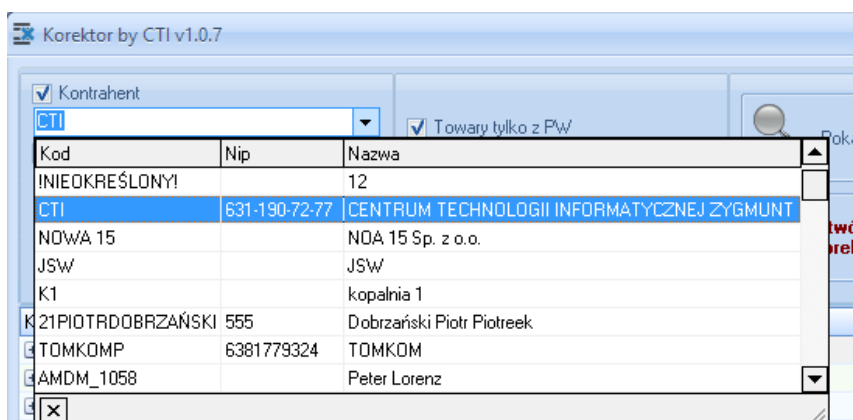 Korektor by CTI v1.0.7
Kontrahent
CTI
Towary tylko z PW
Kod Nip Nazwa
!NIEOKREŚLONY! 12
CTI 631-190-72-77 CENTRUM TECHNOLOGII INFORMATYCZNEJ ZYGMUNT
NOWA 15 NOA 15 Sp. z o.o.
JSW JSW
K1 kopalnia 1
21PIOTRDOBRZAŃSKI 555 Dobrzański Piotr Piotreek
TOMKOMP 6381779324 TOMKOM
AMDM_1058 Peter Lorenz